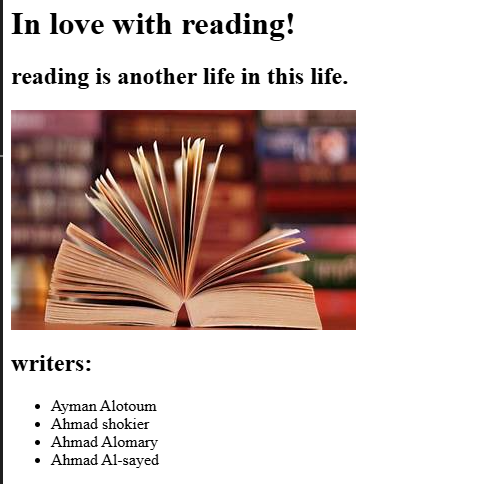 In love with reading!
reading is another life in this life.
writers:
Ayman Alotoum
Ahmad shokier
Ahmad Alomary
Ahmad Al-sayed